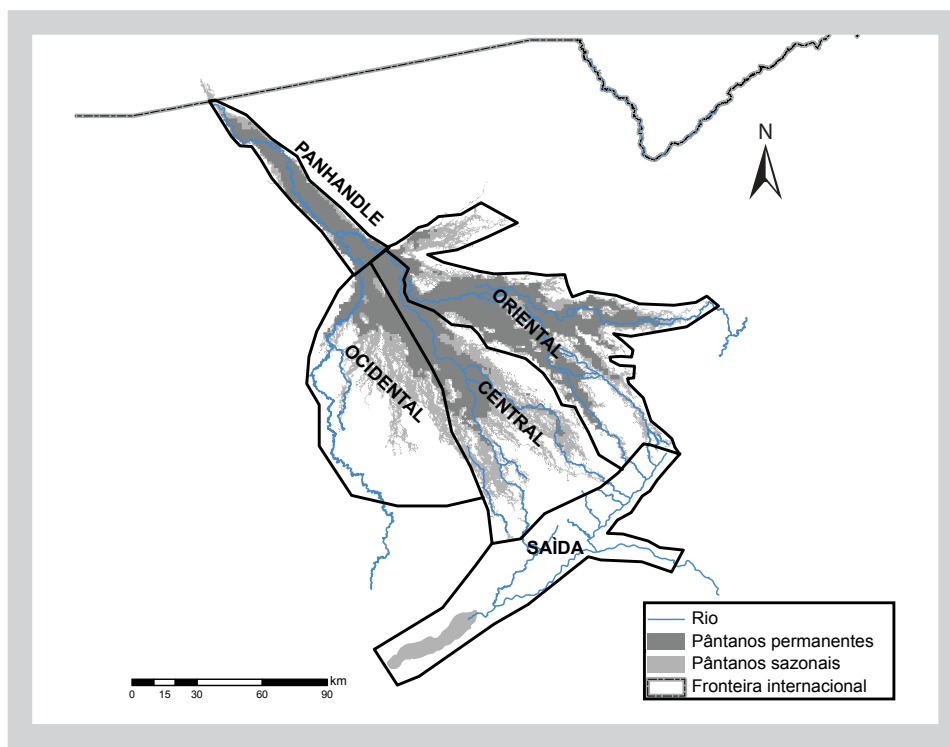 N
PANHANDLE
ORIENTAL
OCIDENTAL
CENTRAL
SAÍDA
Rio
Pântanos permanentes
Pântanos sazonais
Fronteira internacional
km
0 15 30 60 90